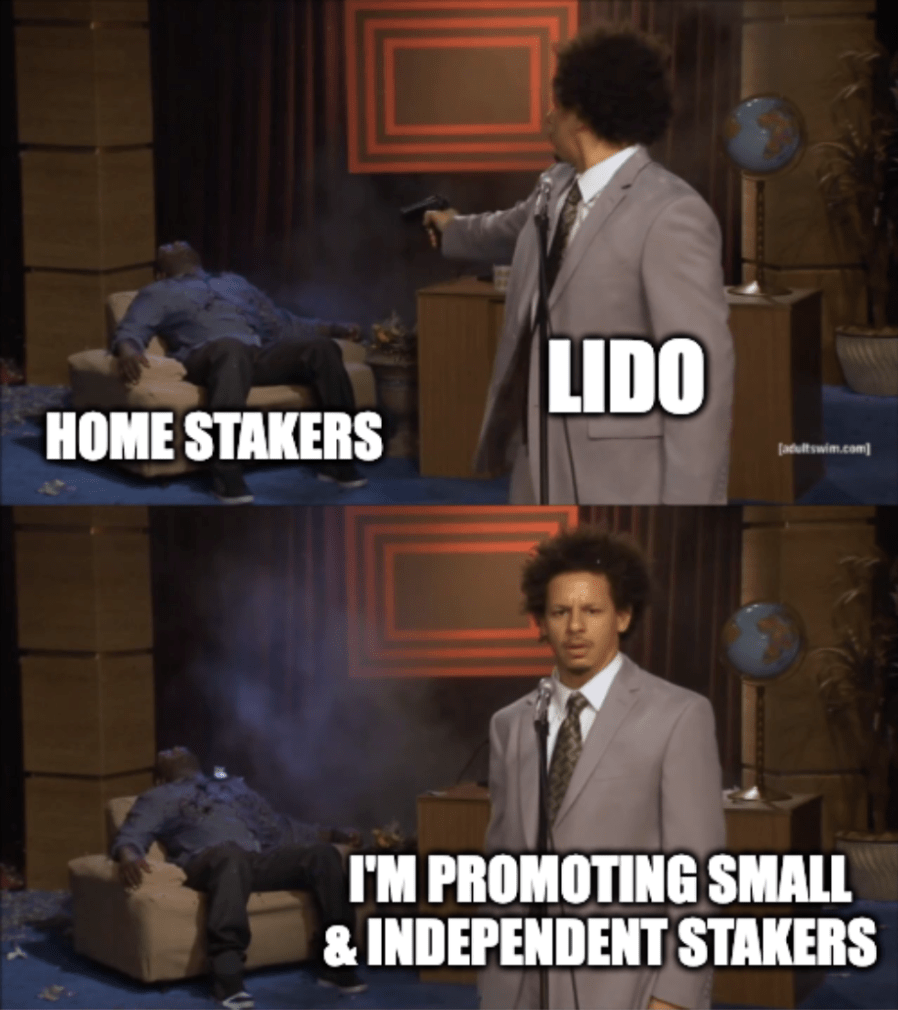 LIDO
HOME STAKERS
[adultswim.com]
I'M PROMOTING SMALL
& INDEPENDENT STAKERS